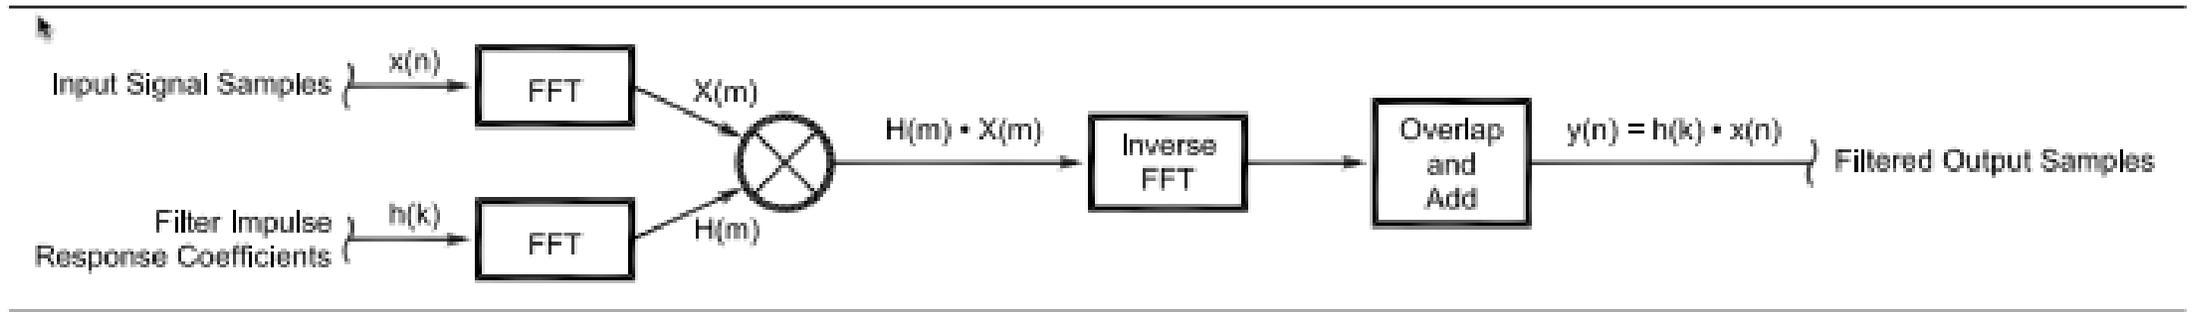 Input Signal Samples
x(n)
FFT
X(m)
Filter Impulse
Response Coefficients
h(k)
FFT
H(m)
H(m) • X(m)
Inverse
FFT
Overlap
and
Add
y(n) = h(k) • x(n)
Filtered Output Samples